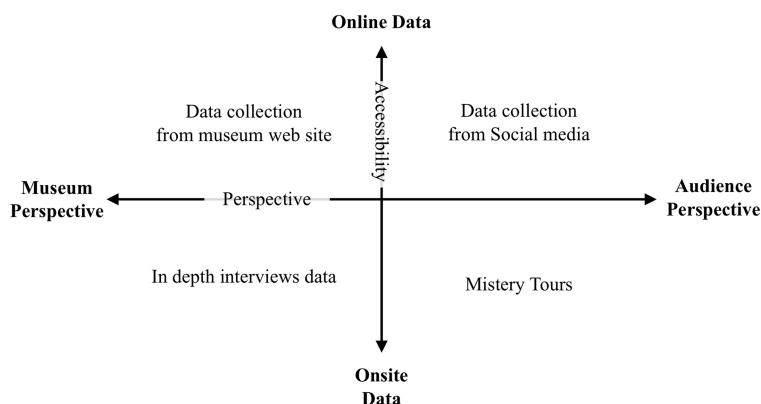 Online Data
Accessibility
Data collection
from museum web site
Data collection
from Social media
Museum
Perspective
Perspective
Audience
Perspective
In depth interviews data
Mistery Tours
Onsite
Data